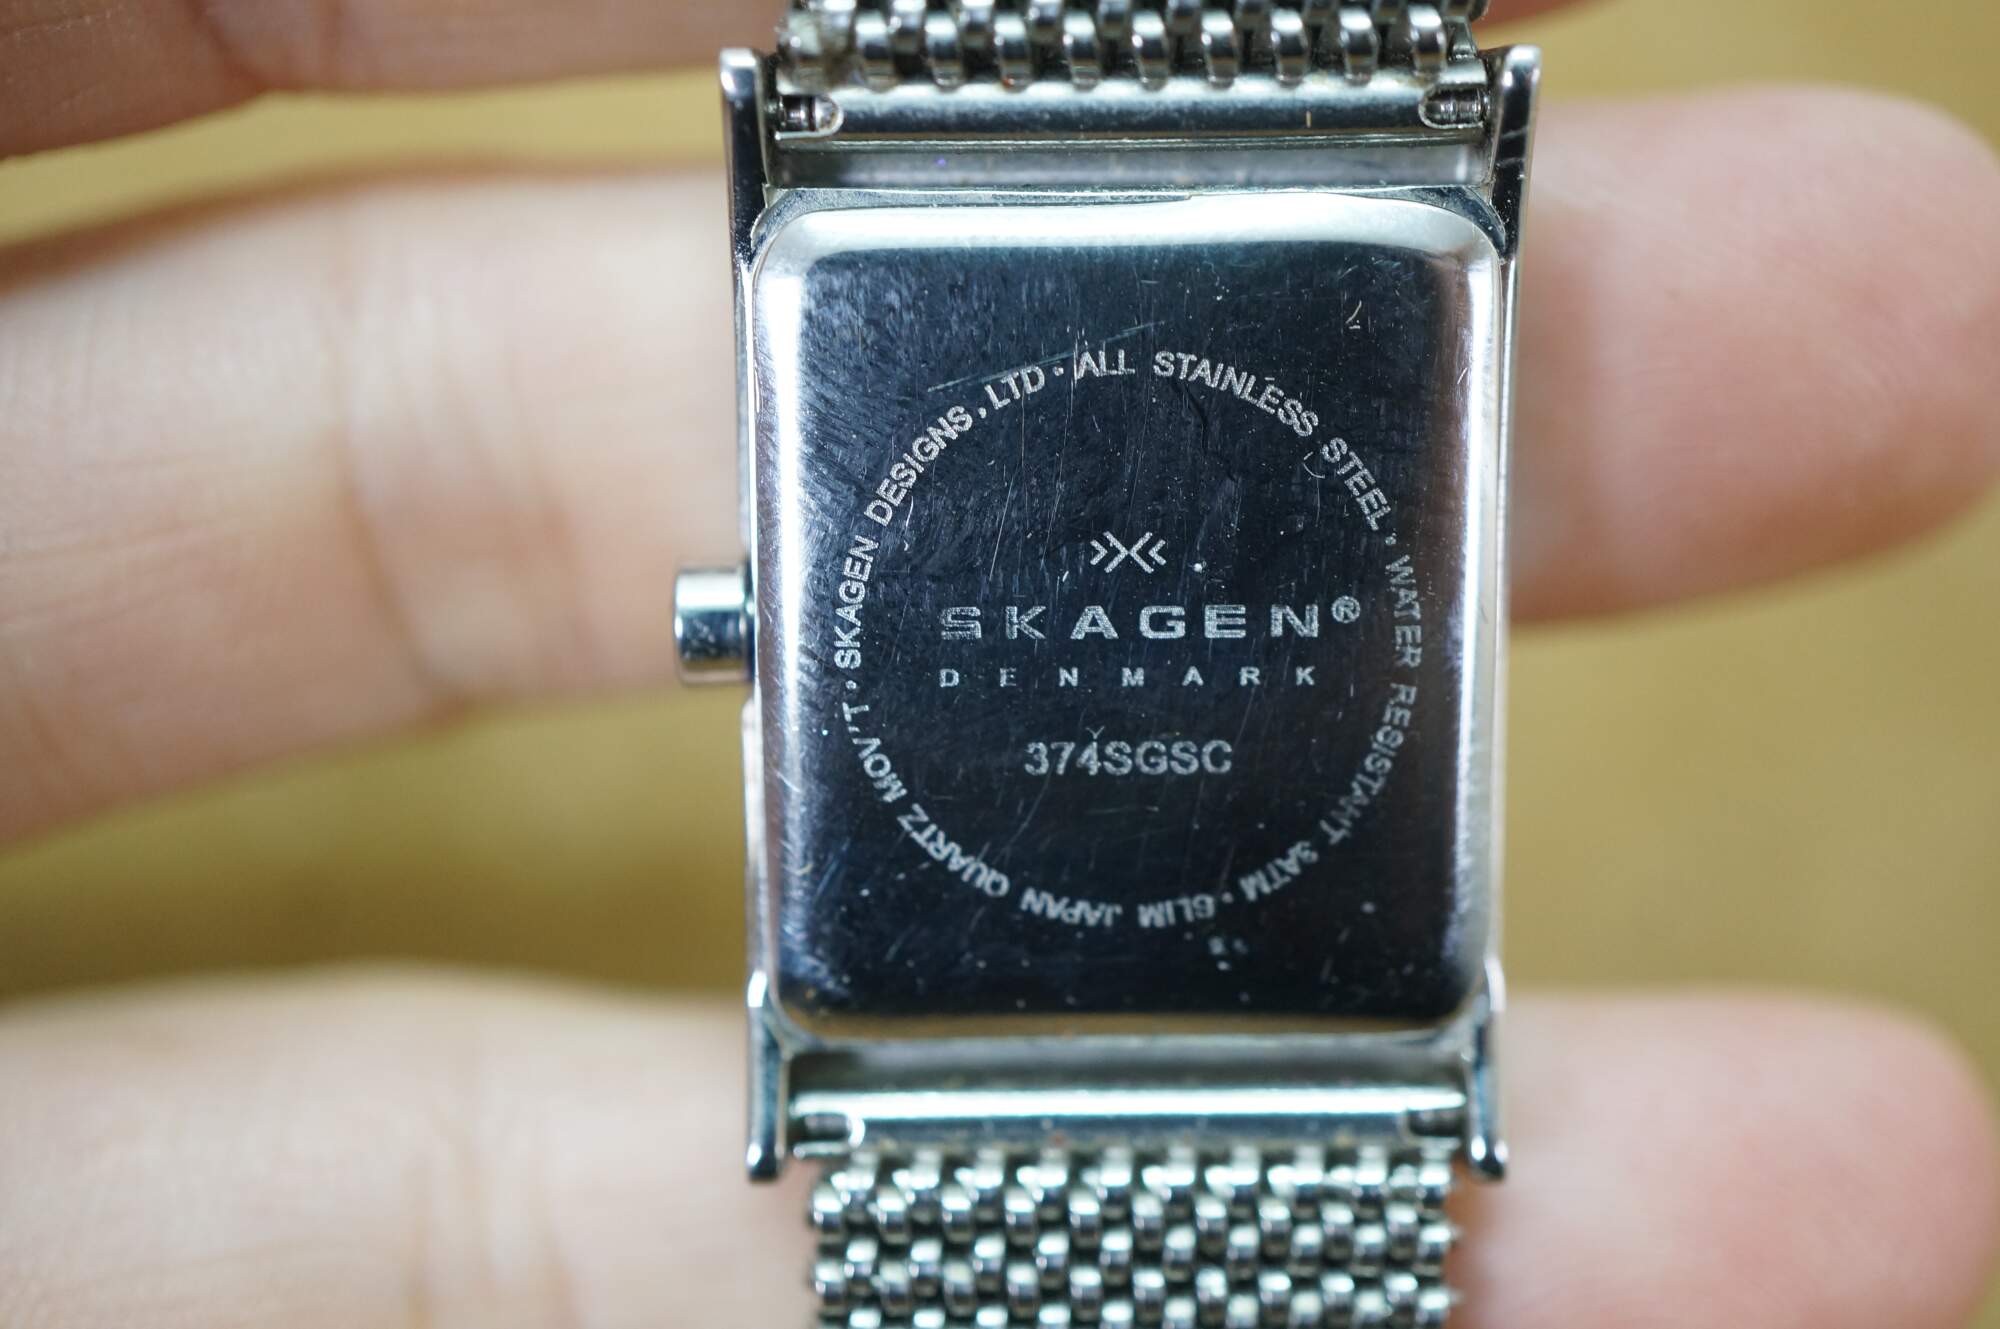 SKAGEN DESIGNS, LTD · ALL STAINLESS STEEL · WATER RESISTANT 3ATM · SLIM JAPAN QUARTZ MOV'T ·
SKAGEN®
DENMARK
374SGSC